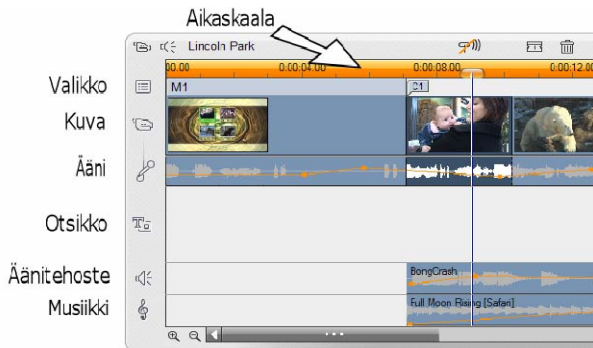 Aikaskaala
Lincoln Park
00.00 0:00:04.00 0:00:08.00 0:00:12.00
Valikko M1 C1
Kuva
Ääni
Otsikko
Äänitehoste BongCrash
Musiikki Full Moon Rising [Safari]